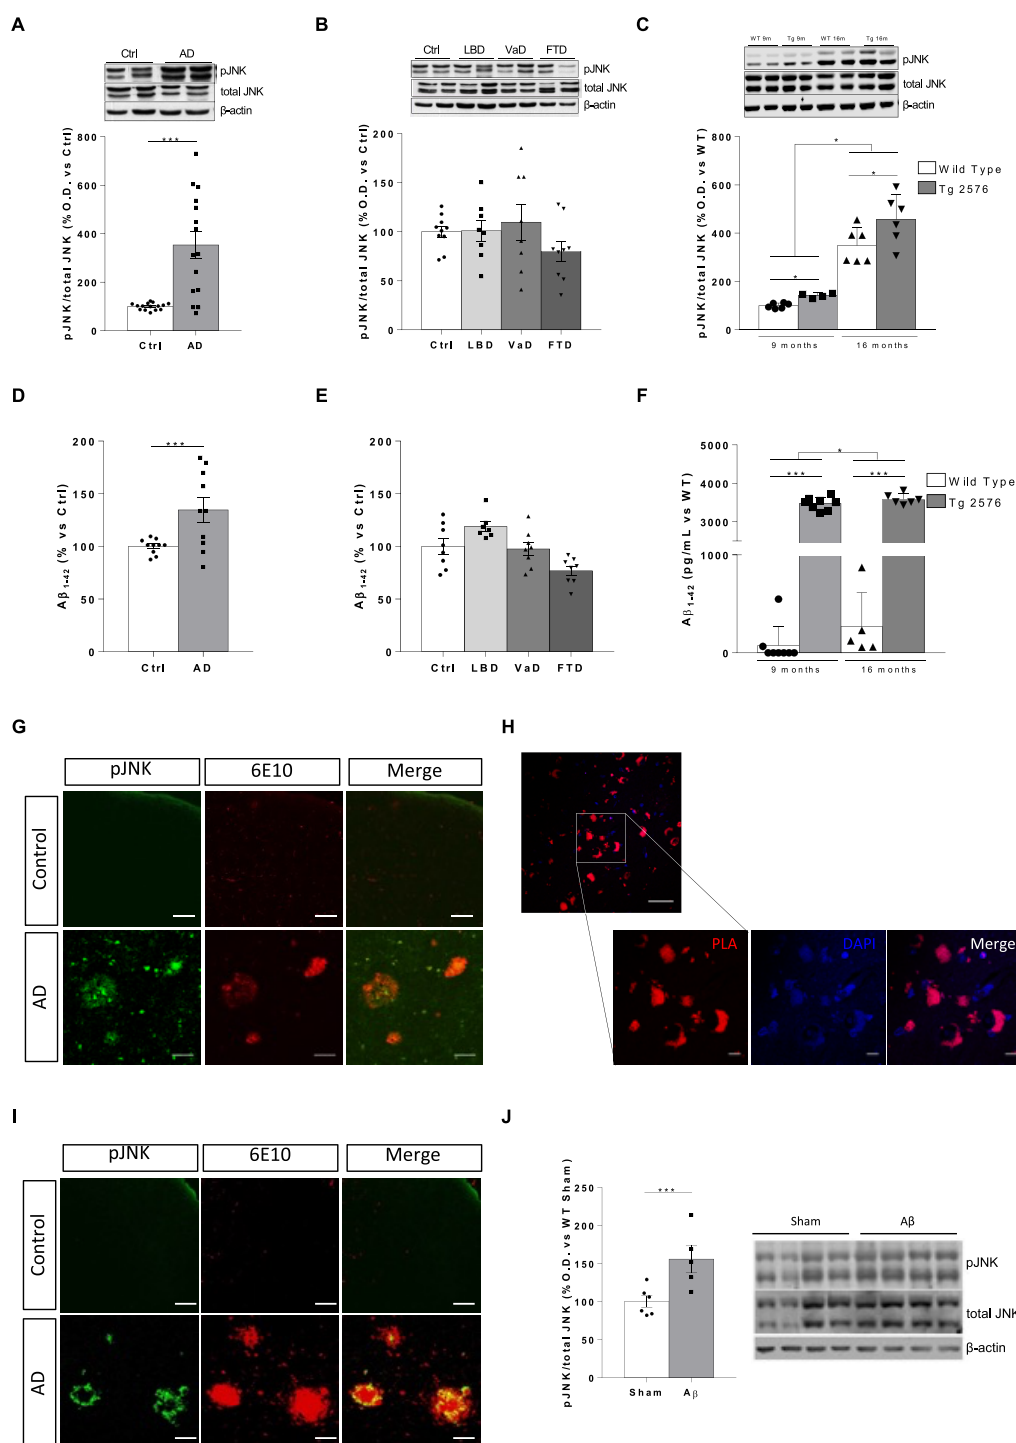 A
Ctrl AD
pJNK
total JNK
β-actin
pJNK/total JNK (% O.D. vs Ctrl)
800
600
400
200
0
***
Ctrl AD
B
Ctrl LBD VaD FTD
pJNK
total JNK
β-actin
pJNK/total JNK (% O.D. vs Ctrl)
200
150
100
50
0
Ctrl LBD VaD FTD
C
WT 9m Tg 9m WT 16m Tg 16m
pJNK
total JNK
β-actin
pJNK/total JNK (% O.D. vs WT)
800
600
400
200
0
*
*
*
Wild Type
Tg 2576
9 months 16 months
D
Aβ1-42 (% vs Ctrl)
200
150
100
50
0
***
Ctrl AD
E
Aβ1-42 (% vs Ctrl)
200
150
100
50
0
Ctrl LBD VaD FTD
F
Aβ1-42 (pg/mL vs WT)
5000
4000
3000
1000
0
*
*** ***
Wild Type
Tg 2576
9 months 16 months
G
pJNK 6E10 Merge
Control
AD
H
PLA DAPI Merge
I
pJNK 6E10 Merge
Control
AD
J
pJNK/total JNK (% O.D. vs WT Sham)
250
200
150
100
50
0
***
Sham Aβ
Sham Aβ
pJNK
total JNK
β-actin